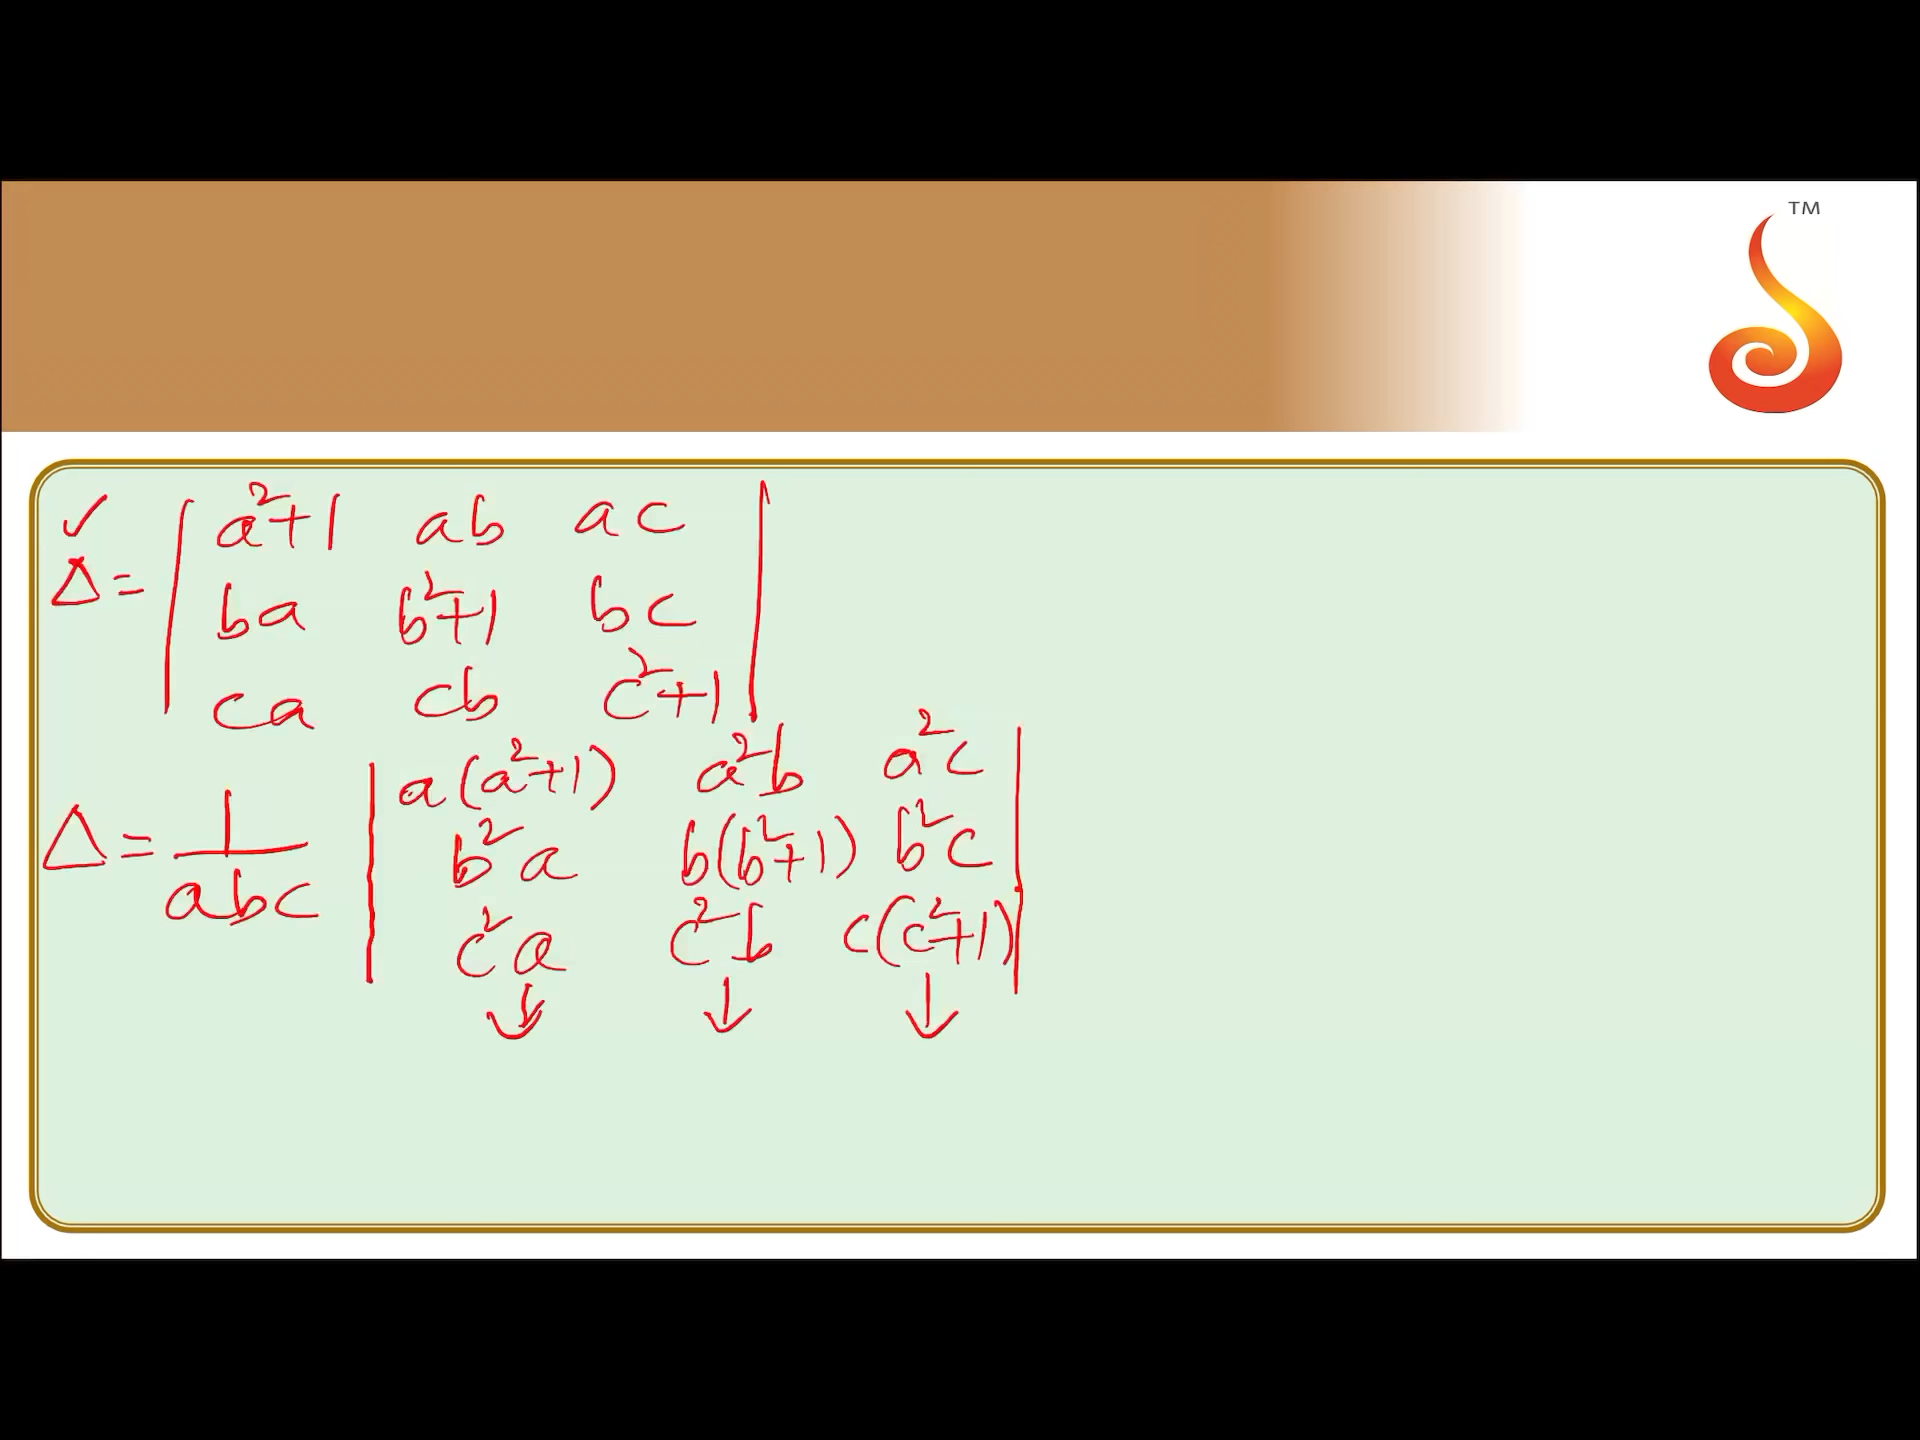 TM
✓
Δ = | a²+1 ab ac |
| ba b²+1 bc |
| ca cb c²+1 |
Δ = 1/abc | a(a²+1) a²b a²c |
| b²a b(b²+1) b²c |
| c²a c²b c(c²+1) |
↓ ↓ ↓